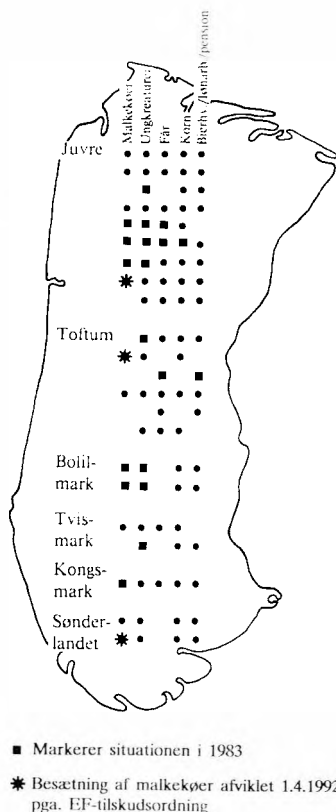 Malkekøer
Ungkreaturer
Får
Korn
Bierhv./lønarb./pension
Juvre
Toftum
Bolil-
mark
Tvis-
mark
Kongs-
mark
Sønder-
landet
■ Markerer situationen i 1983
✷ Besætning af malkekøer afviklet 1.4.1992
pga. EF-tilskudsordning